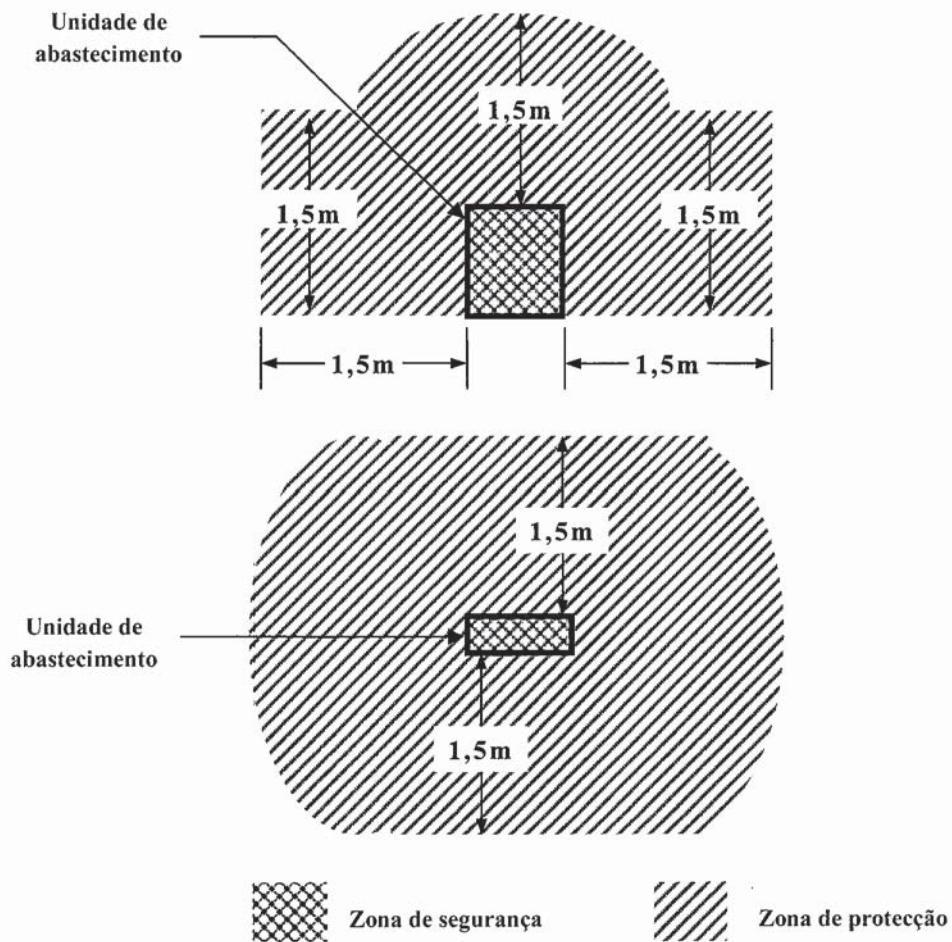 Unidade de
abastecimento
1,5m
1,5m
1,5m
1,5m
1,5m
1,5m
Unidade de
abastecimento
1,5m
Zona de segurança
Zona de protecção